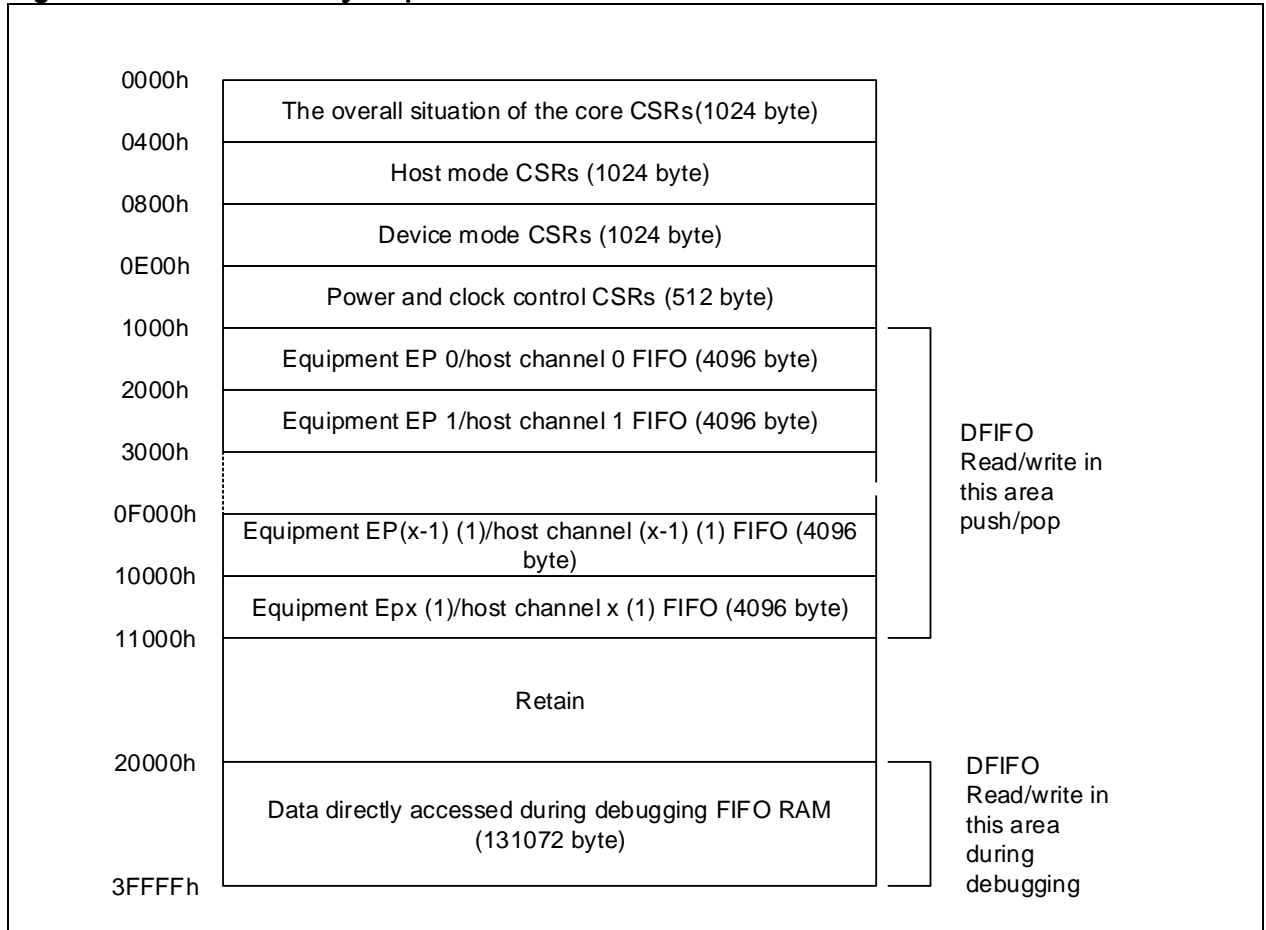 0000h
The overall situation of the core CSRs(1024 byte)
0400h
Host mode CSRs (1024 byte)
0800h
Device mode CSRs (1024 byte)
0E00h
Power and clock control CSRs (512 byte)
1000h
Equipment EP 0/host channel 0 FIFO (4096 byte)
2000h
Equipment EP 1/host channel 1 FIFO (4096 byte)
3000h
DFIFO
Read/write in
this area
push/pop
0F000h
Equipment EP(x-1) (1)/host channel (x-1) (1) FIFO (4096
byte)
10000h
Equipment Epx (1)/host channel x (1) FIFO (4096 byte)
11000h
Retain
20000h
Data directly accessed during debugging FIFO RAM
(131072 byte)
3FFFFh
DFIFO
Read/write in
this area
during
debugging